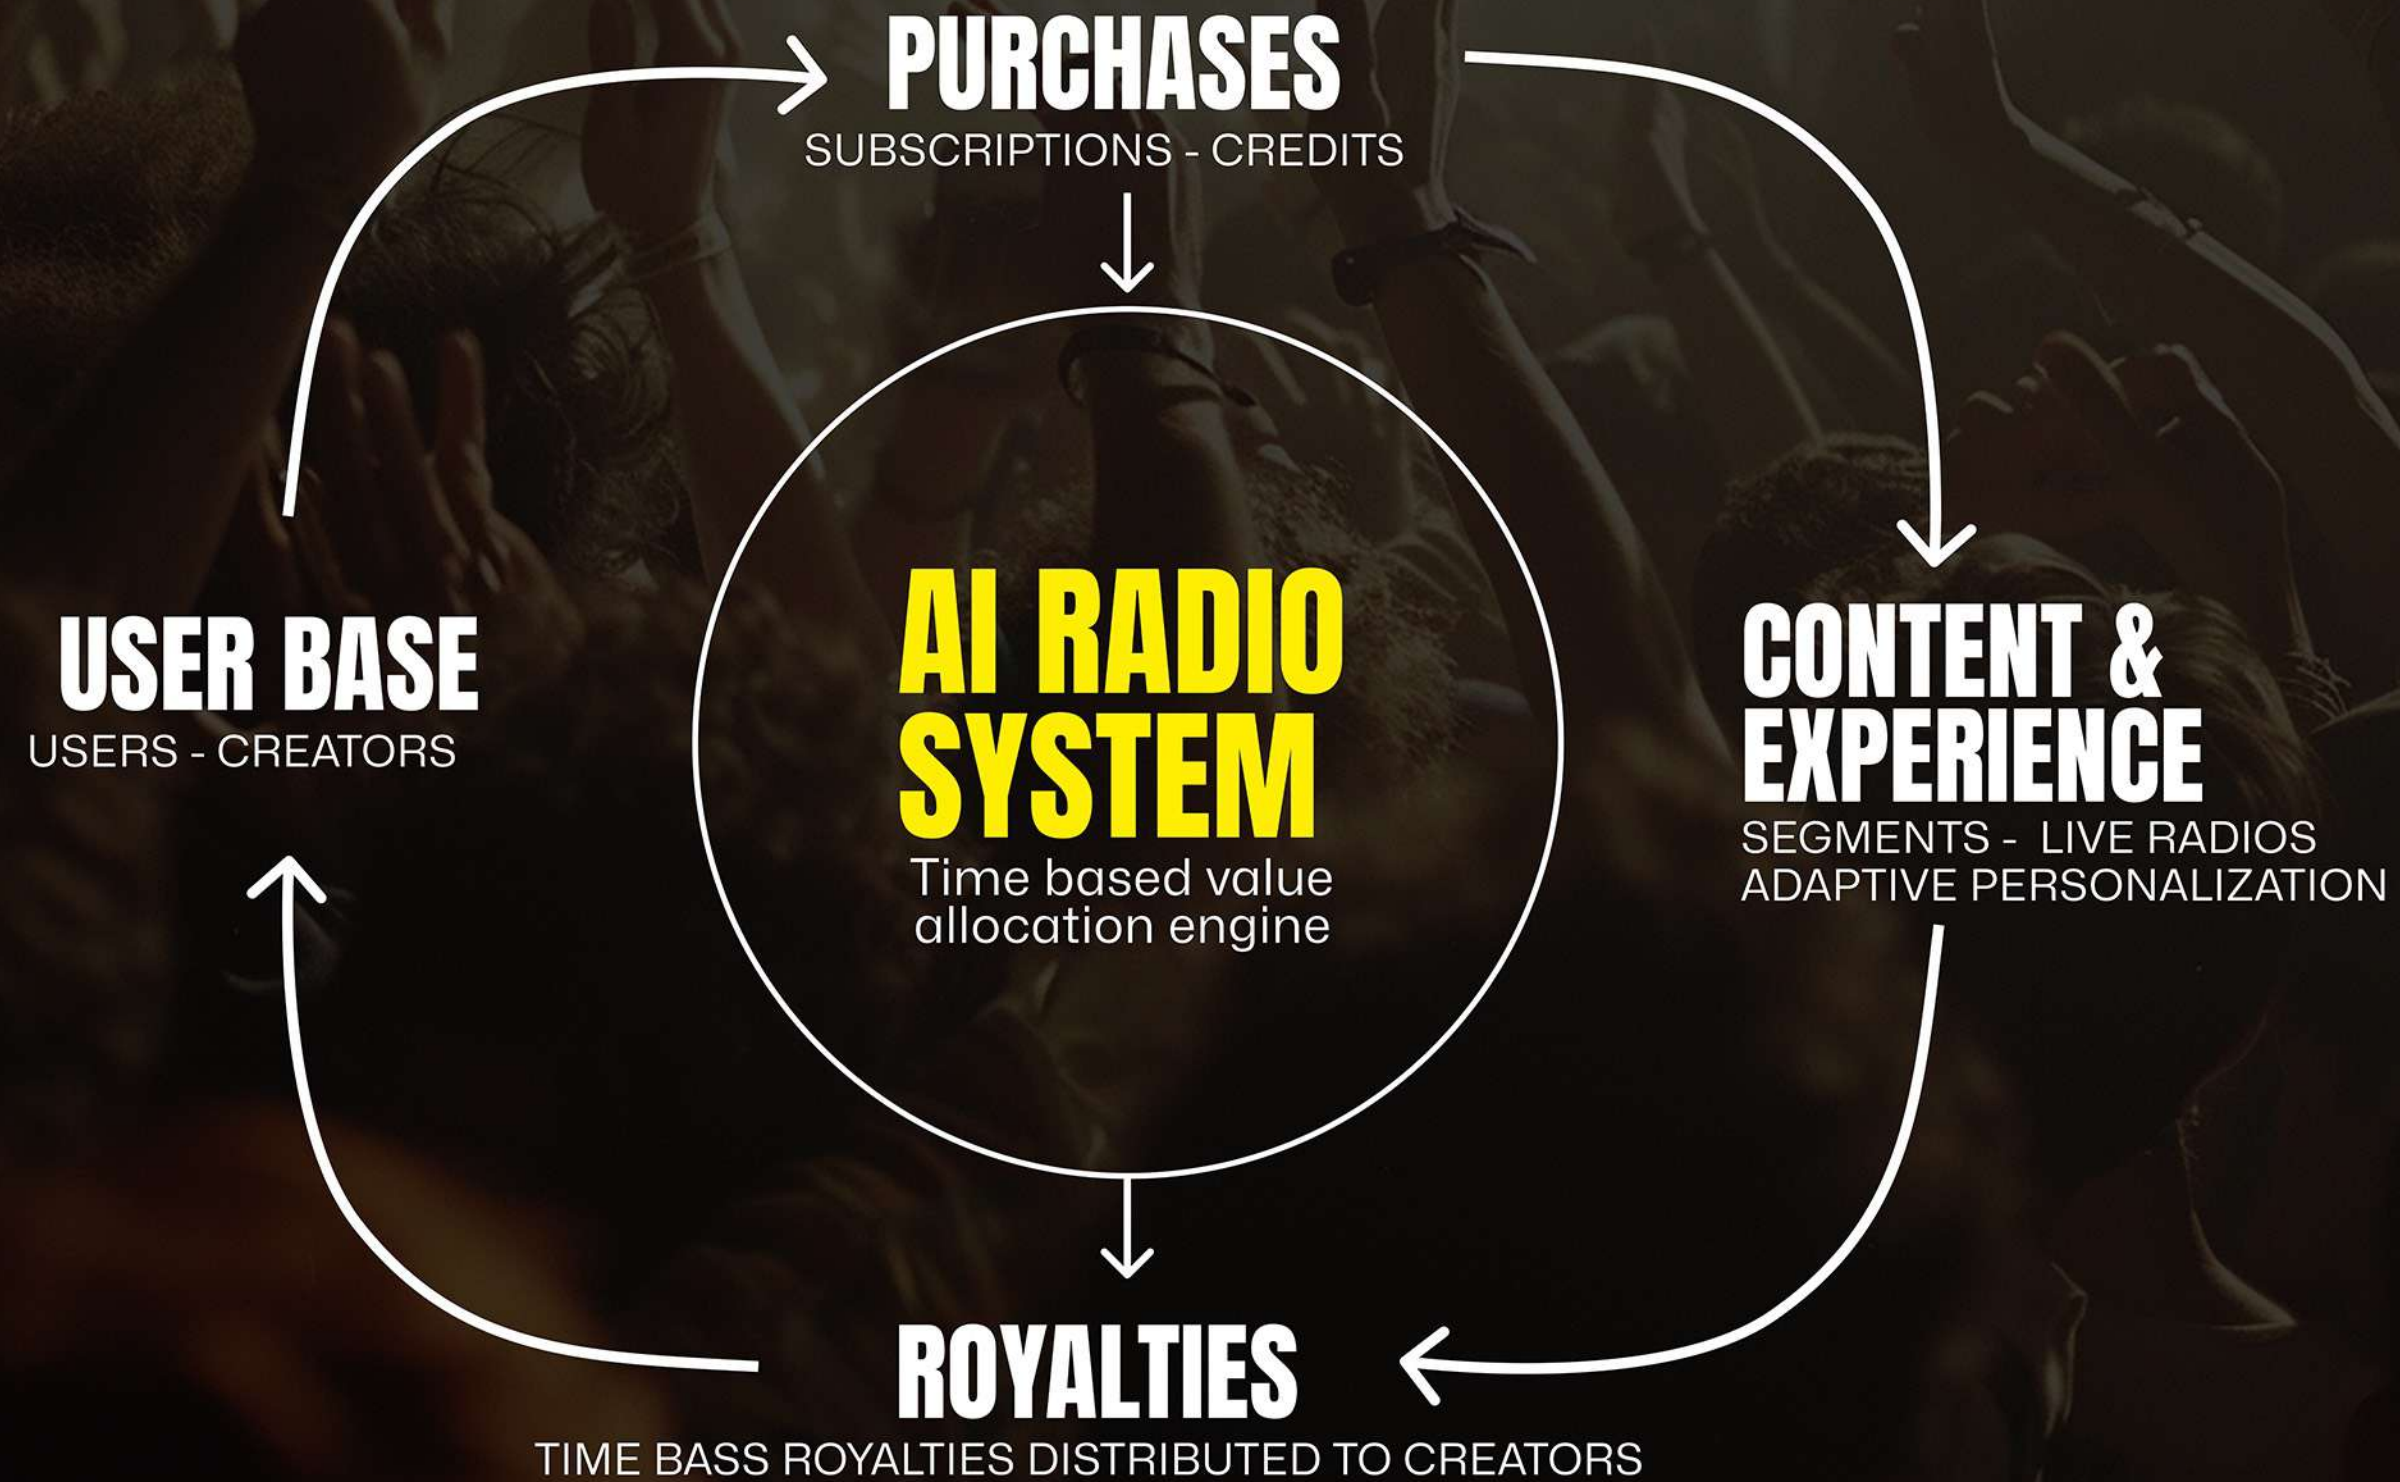 PURCHASES
SUBSCRIPTIONS - CREDITS
USER BASE
USERS - CREATORS
AI RADIO
SYSTEM
Time based value
allocation engine
CONTENT &
EXPERIENCE
SEGMENTS - LIVE RADIOS
ADAPTIVE PERSONALIZATION
ROYALTIES
TIME BASS ROYALTIES DISTRIBUTED TO CREATORS